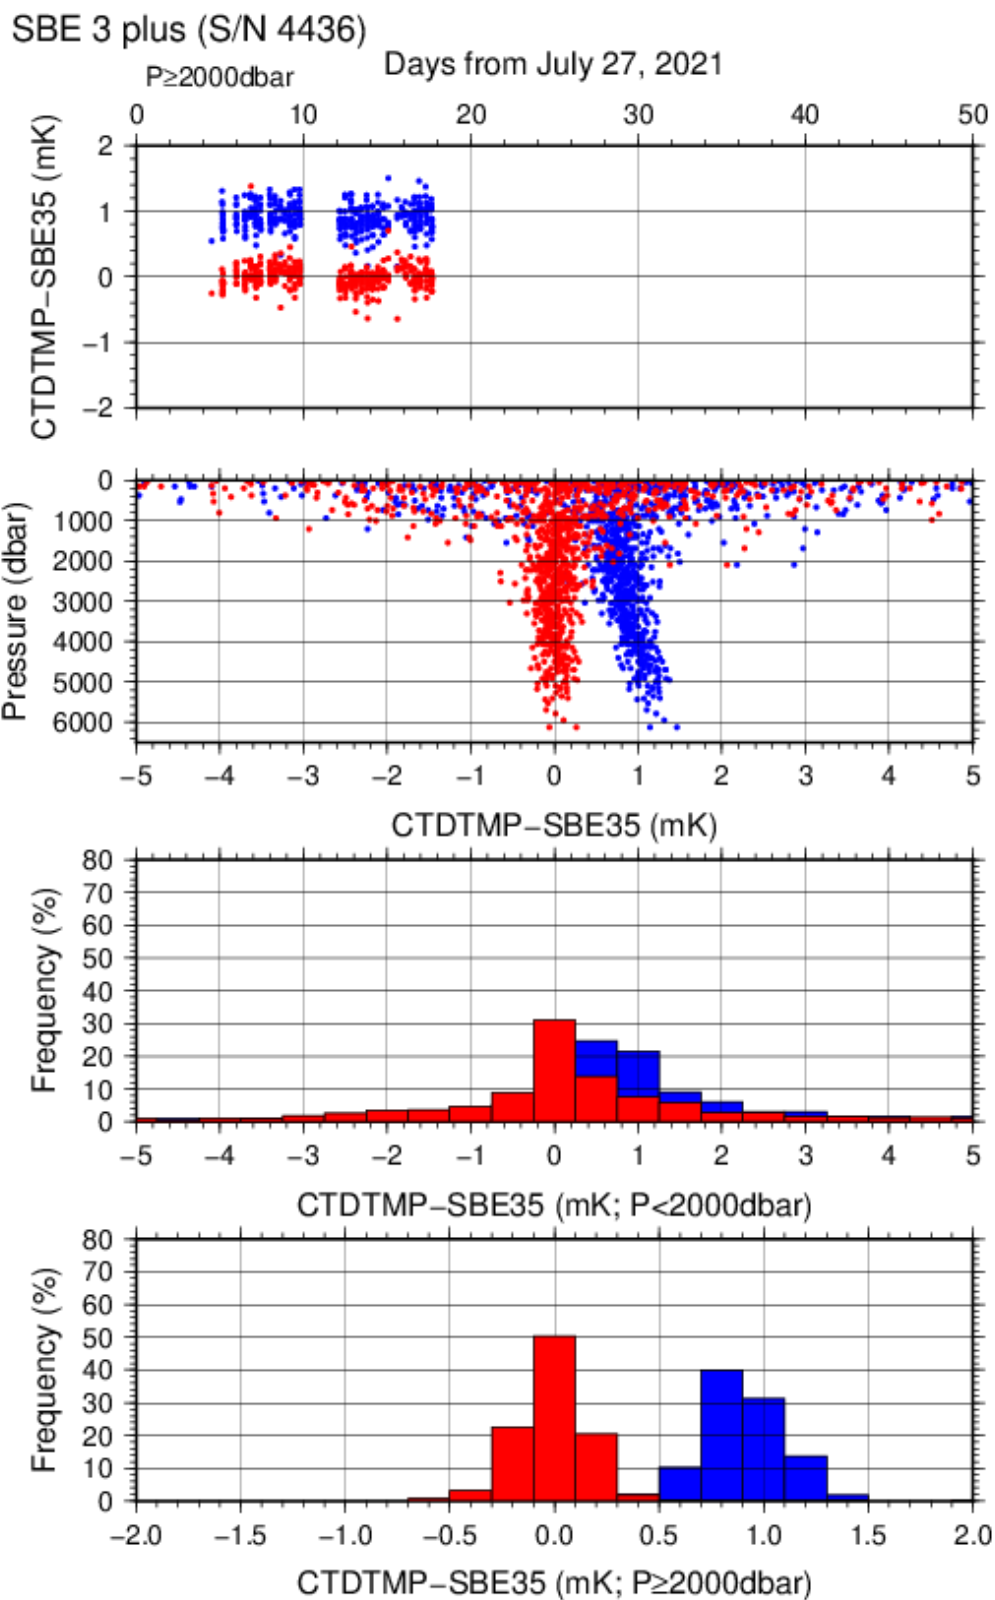 SBE 3 plus (S/N 4436)
P≥2000dbar
Days from July 27, 2021
0 10 20 30 40 50
CTDTMP−SBE35 (mK)
2
1
0
−1
−2
Pressure (dbar)
0
1000
2000
3000
4000
5000
6000
−5 −4 −3 −2 −1 0 1 2 3 4 5
CTDTMP−SBE35 (mK)
Frequency (%)
80
70
60
50
40
30
20
10
0
−5 −4 −3 −2 −1 0 1 2 3 4 5
CTDTMP−SBE35 (mK; P<2000dbar)
Frequency (%)
80
70
60
50
40
30
20
10
0
−2.0 −1.5 −1.0 −0.5 0.0 0.5 1.0 1.5 2.0
CTDTMP−SBE35 (mK; P≥2000dbar)